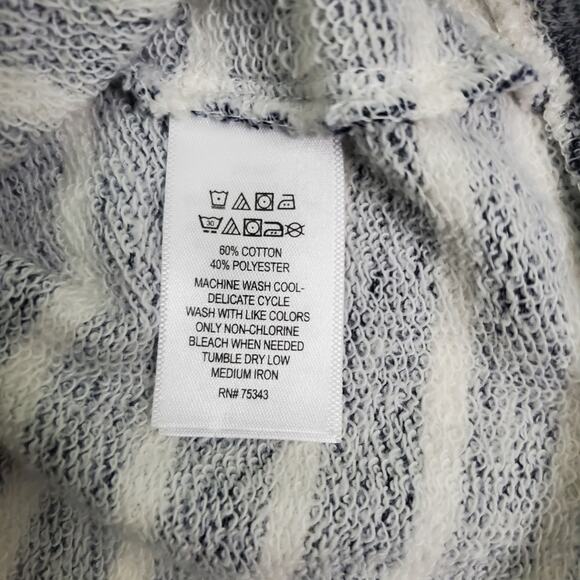 30
60% COTTON
40% POLYESTER
MACHINE WASH COOL-
DELICATE CYCLE
WASH WITH LIKE COLORS
ONLY NON-CHLORINE
BLEACH WHEN NEEDED
TUMBLE DRY LOW
MEDIUM IRON
RN# 75343